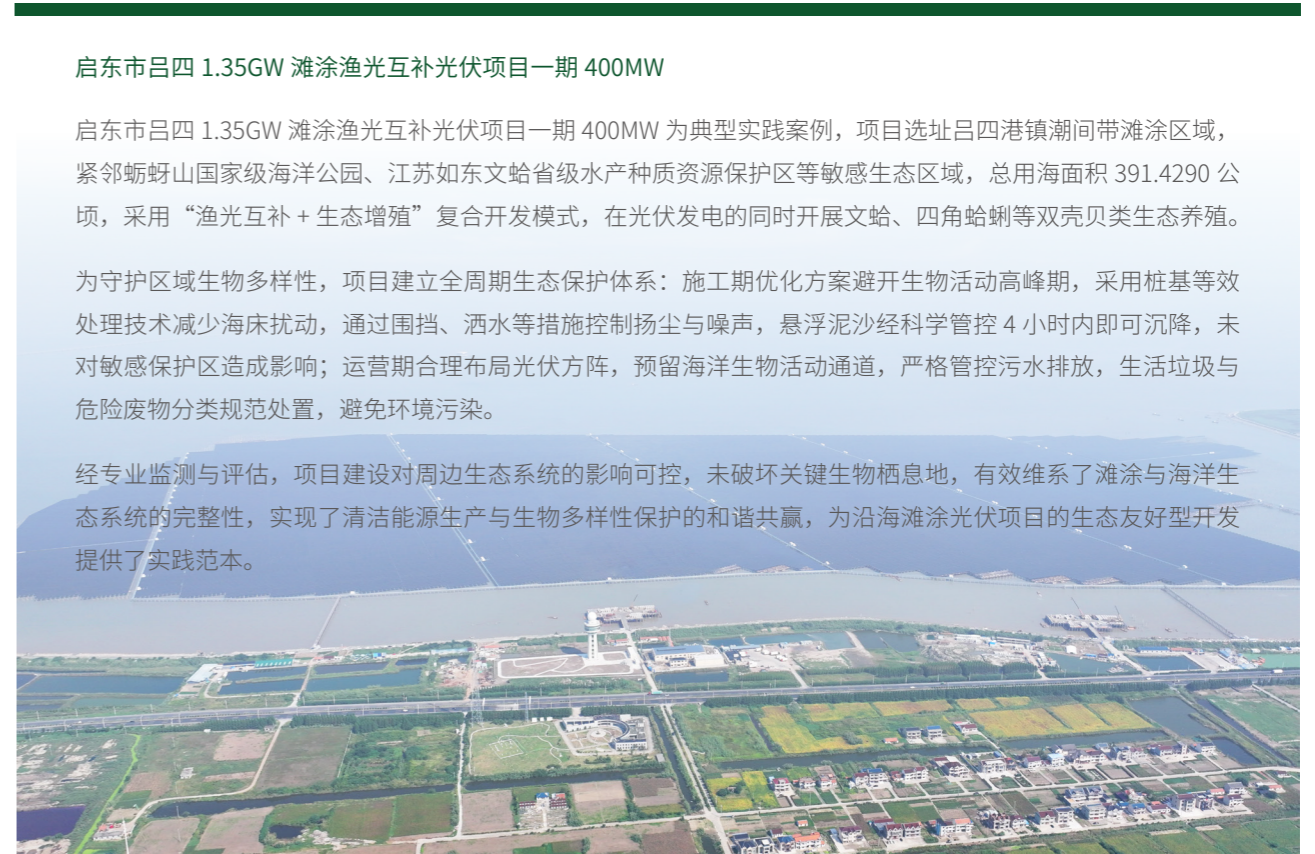 启东市吕四 1.35GW 滩涂渔光互补光伏项目一期 400MW
启东市吕四 1.35GW 滩涂渔光互补光伏项目一期 400MW 为典型实践案例，项目选址吕四港镇潮间带滩涂区域，
紧邻蛎蚜山国家级海洋公园、江苏如东文蛤省级水产种质资源保护区等敏感生态区域，总用海面积 391.4290 公
顷，采用“渔光互补 + 生态增殖”复合开发模式，在光伏发电的同时开展文蛤、四角蛤蜊等双壳贝类生态养殖。
为守护区域生物多样性，项目建立全周期生态保护体系：施工期优化方案避开生物活动高峰期，采用桩基等效
处理技术减少海床扰动，通过围挡、洒水等措施控制扬尘与噪声，悬浮泥沙经科学管控 4 小时内即可沉降，未
对敏感保护区造成影响；运营期合理布局光伏方阵，预留海洋生物活动通道，严格管控污水排放，生活垃圾与
危险废物分类规范处置，避免环境污染。
经专业监测与评估，项目建设对周边生态系统的影响可控，未破坏关键生物栖息地，有效维系了滩涂与海洋生
态系统的完整性，实现了清洁能源生产与生物多样性保护的和谐共赢，为沿海滩涂光伏项目的生态友好型开发
提供了实践范本。